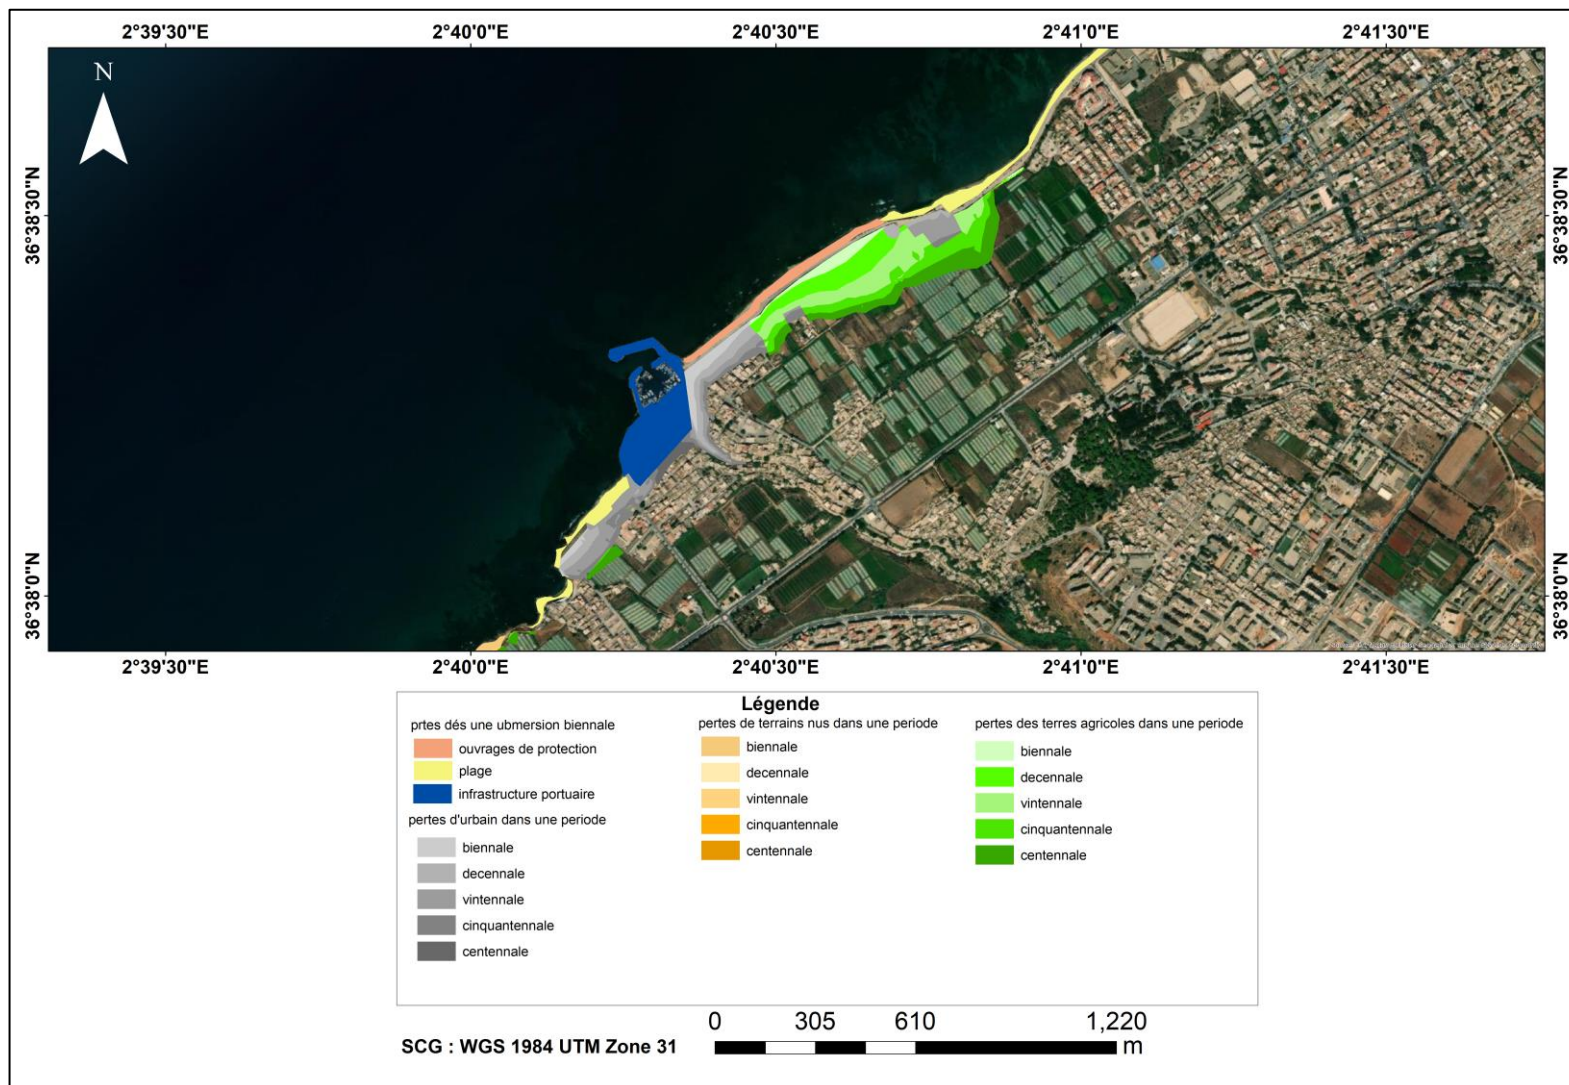 2°39'30"E 2°40'0"E 2°40'30"E 2°41'0"E 2°41'30"E
N
36°38'30"N 36°38'30"N
36°38'0"N 36°38'0"N
2°39'30"E 2°40'0"E 2°40'30"E 2°41'0"E 2°41'30"E
Légende
prtes dés une ubmersion biennale
ouvrages de protection
plage
infrastructure portuaire
pertes d'urbain dans une periode
biennale
decennale
vintennale
cinquantennale
centennale
pertes de terrains nus dans une periode
biennale
decennale
vintennale
cinquantennale
centennale
pertes des terres agricoles dans une periode
biennale
decennale
vintennale
cinquantennale
centennale
0 305 610 1,220
SCG : WGS 1984 UTM Zone 31 m